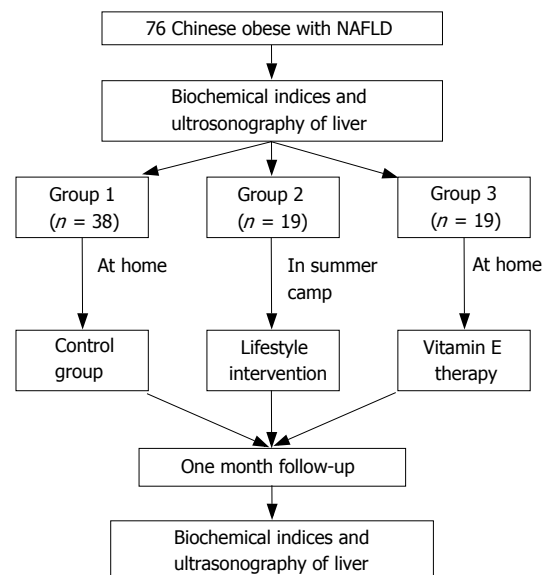 76 Chinese obese with NAFLD
Biochemical indices and
ultrosonography of liver
Group 1
(n = 38)
Group 2
(n = 19)
Group 3
(n = 19)
At home
In summer
camp
At home
Control
group
Lifestyle
intervention
Vitamin E
therapy
One month follow-up
Biochemical indices and
ultrasonography of liver